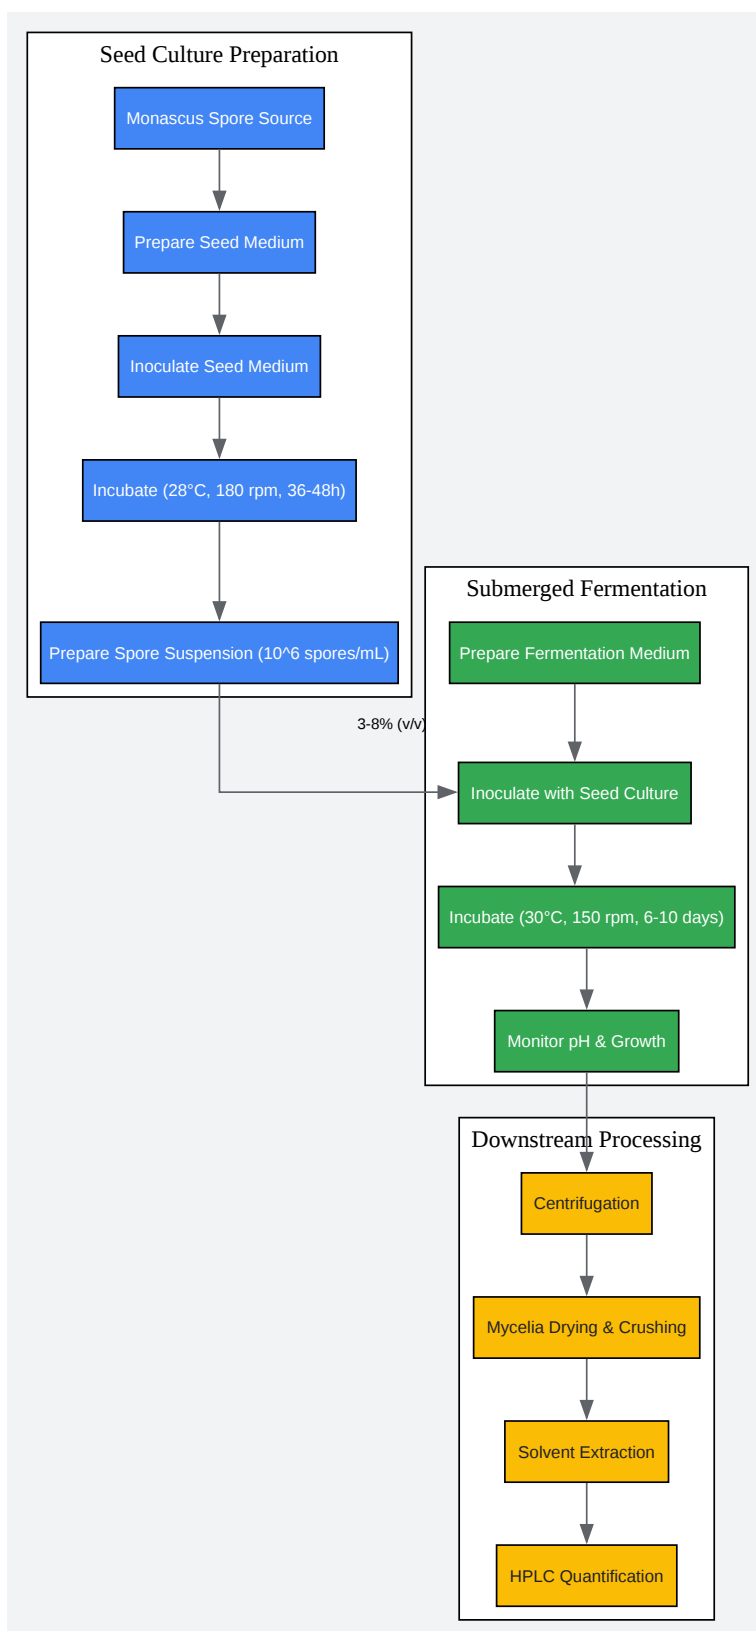 Seed Culture Preparation
Monascus Spore Source
Prepare Seed Medium
Inoculate Seed Medium
Incubate (28°C, 180 rpm, 36-48h)
Prepare Spore Suspension (10^6 spores/mL)
3-8% (v/v)
Submerged Fermentation
Prepare Fermentation Medium
Inoculate with Seed Culture
Incubate (30°C, 150 rpm, 6-10 days)
Monitor pH & Growth
Downstream Processing
Centrifugation
Mycelia Drying & Crushing
Solvent Extraction
HPLC Quantification